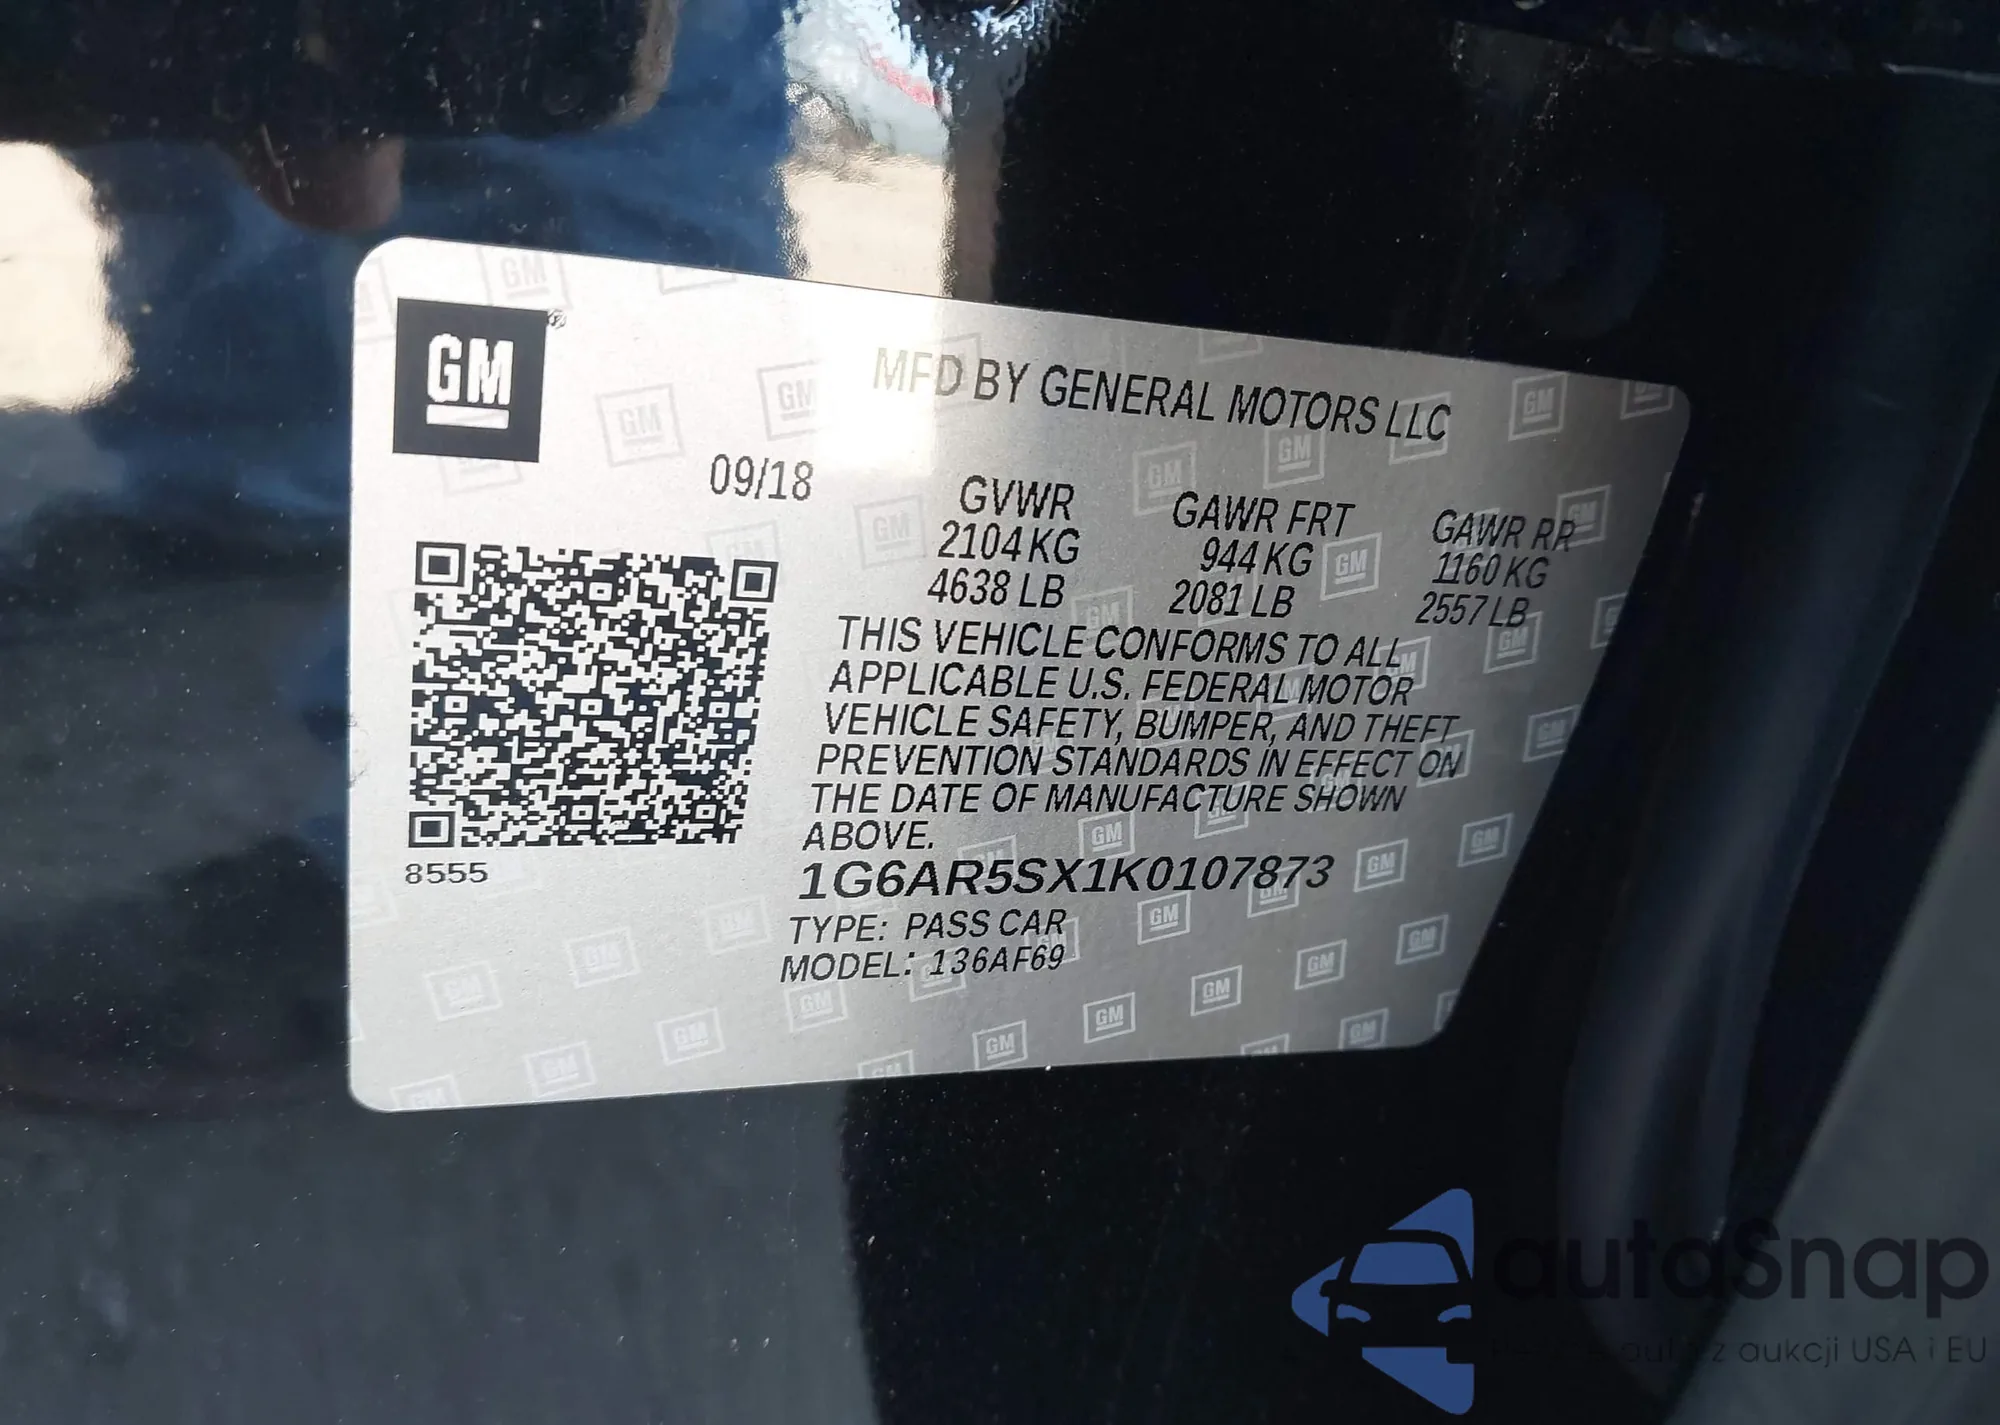 GM
MFD BY GENERAL MOTORS LLC
09/18
GVWR GAWR FRT GAWR RR
2104 KG 944 KG 1160 KG
4638 LB 2081 LB 2557 LB
THIS VEHICLE CONFORMS TO ALL
APPLICABLE U.S. FEDERAL MOTOR
VEHICLE SAFETY, BUMPER, AND THEFT
PREVENTION STANDARDS IN EFFECT ON
THE DATE OF MANUFACTURE SHOWN
ABOVE.
8555
1G6AR5SX1K0107873
TYPE: PASS CAR
MODEL: 136AF69
autoSnap
z aukcji USA i EU